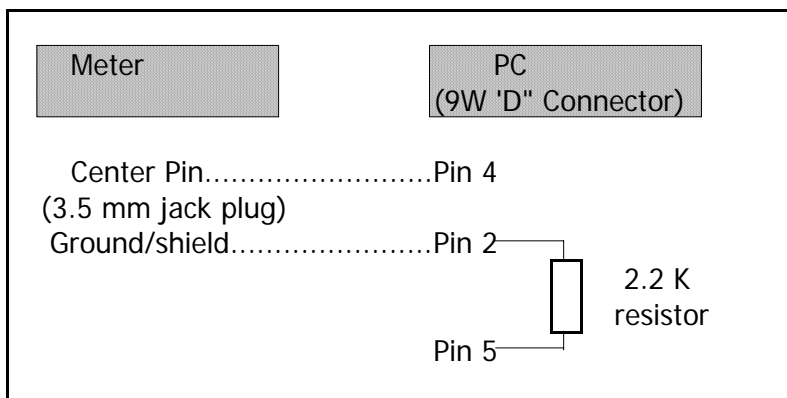 Meter
PC
(9W 'D" Connector)
Center Pin..........................Pin 4
(3.5 mm jack plug)
Ground/shield.......................Pin 2
2.2 K
resistor
Pin 5